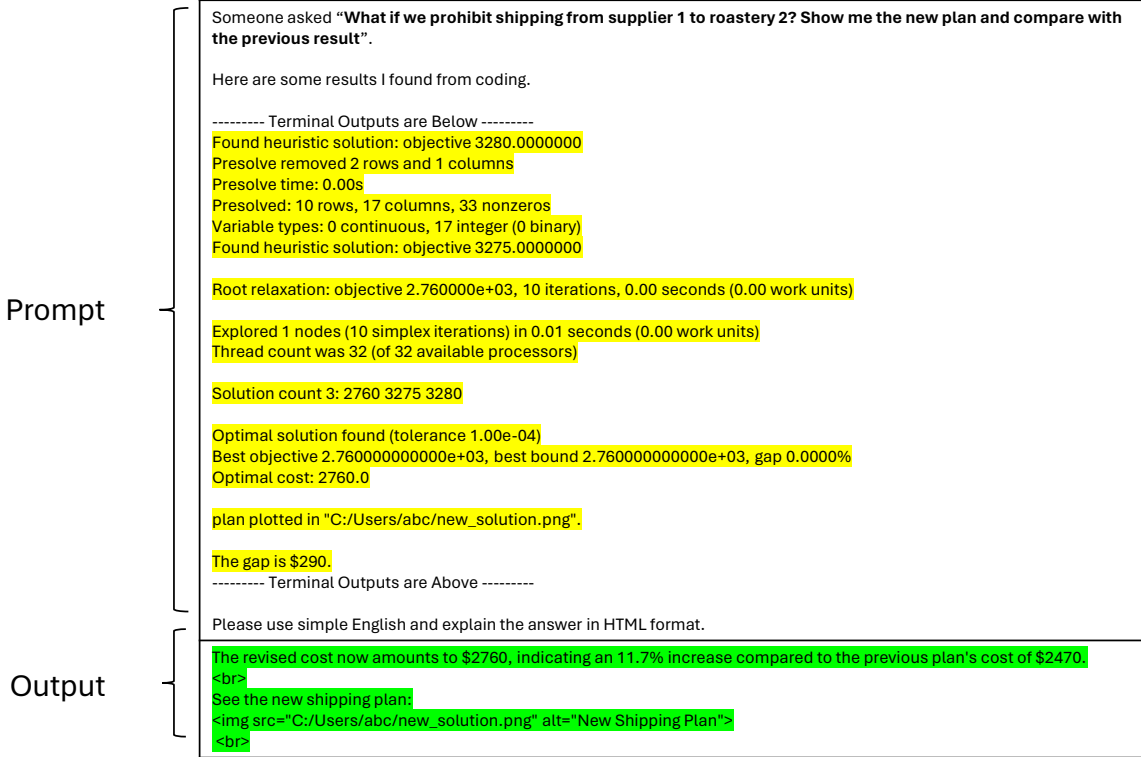 Someone asked “What if we prohibit shipping from supplier 1 to roastery 2? Show me the new plan and compare with
the previous result”.
Here are some results I found from coding.
--------- Terminal Outputs are Below ---------
Found heuristic solution: objective 3280.0000000
Presolve removed 2 rows and 1 columns
Presolve time: 0.00s
Presolved: 10 rows, 17 columns, 33 nonzeros
Variable types: 0 continuous, 17 integer (0 binary)
Found heuristic solution: objective 3275.0000000
Root relaxation: objective 2.760000e+03, 10 iterations, 0.00 seconds (0.00 work units)
Prompt
Explored 1 nodes (10 simplex iterations) in 0.01 seconds (0.00 work units)
Thread count was 32 (of 32 available processors)
Solution count 3: 2760 3275 3280
Optimal solution found (tolerance 1.00e-04)
Best objective 2.760000000000e+03, best bound 2.760000000000e+03, gap 0.0000%
Optimal cost: 2760.0
plan plotted in "C:/Users/abc/new_solution.png".
The gap is $290.
--------- Terminal Outputs are Above ---------
Please use simple English and explain the answer in HTML format.
Output
The revised cost now amounts to $2760, indicating an 11.7% increase compared to the previous plan's cost of $2470.
<br>
See the new shipping plan:
<img src="C:/Users/abc/new_solution.png" alt="New Shipping Plan">
<br>